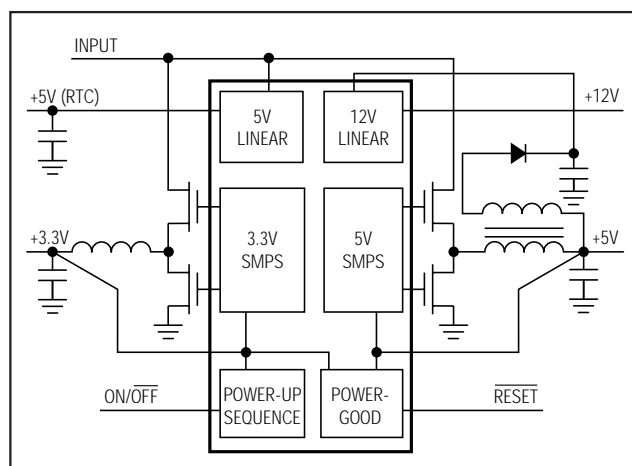 INPUT
+5V (RTC)
5V
LINEAR
12V
LINEAR
+12V
+3.3V
3.3V
SMPS
5V
SMPS
+5V
ON/OFF
POWER-UP
SEQUENCE
POWER-
GOOD
RESET